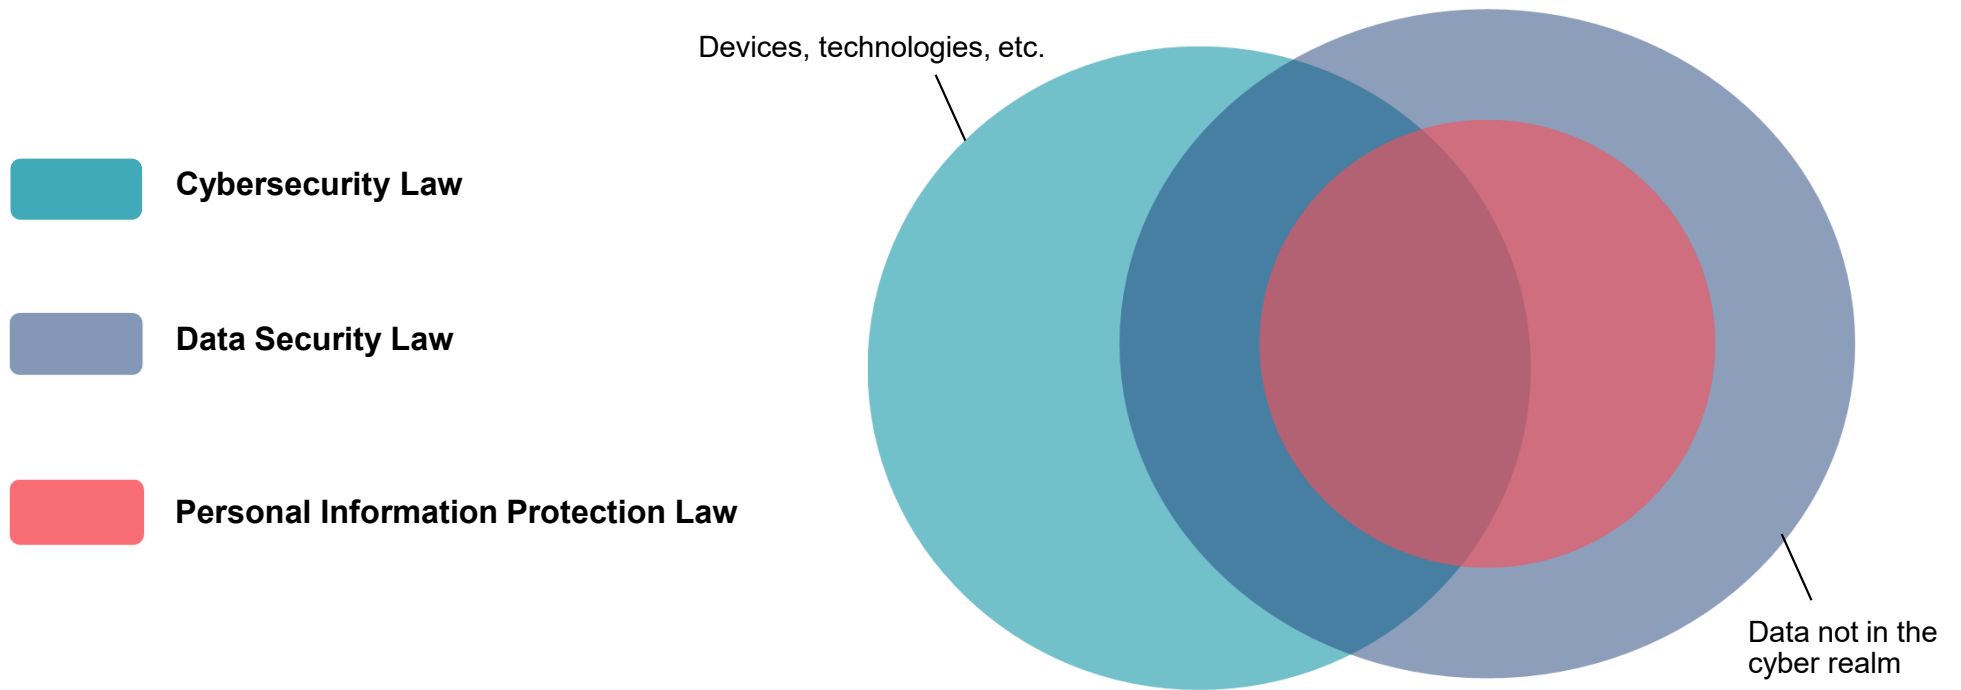 Devices, technologies, etc.
Cybersecurity Law
Data Security Law
Personal Information Protection Law
Data not in the
cyber realm